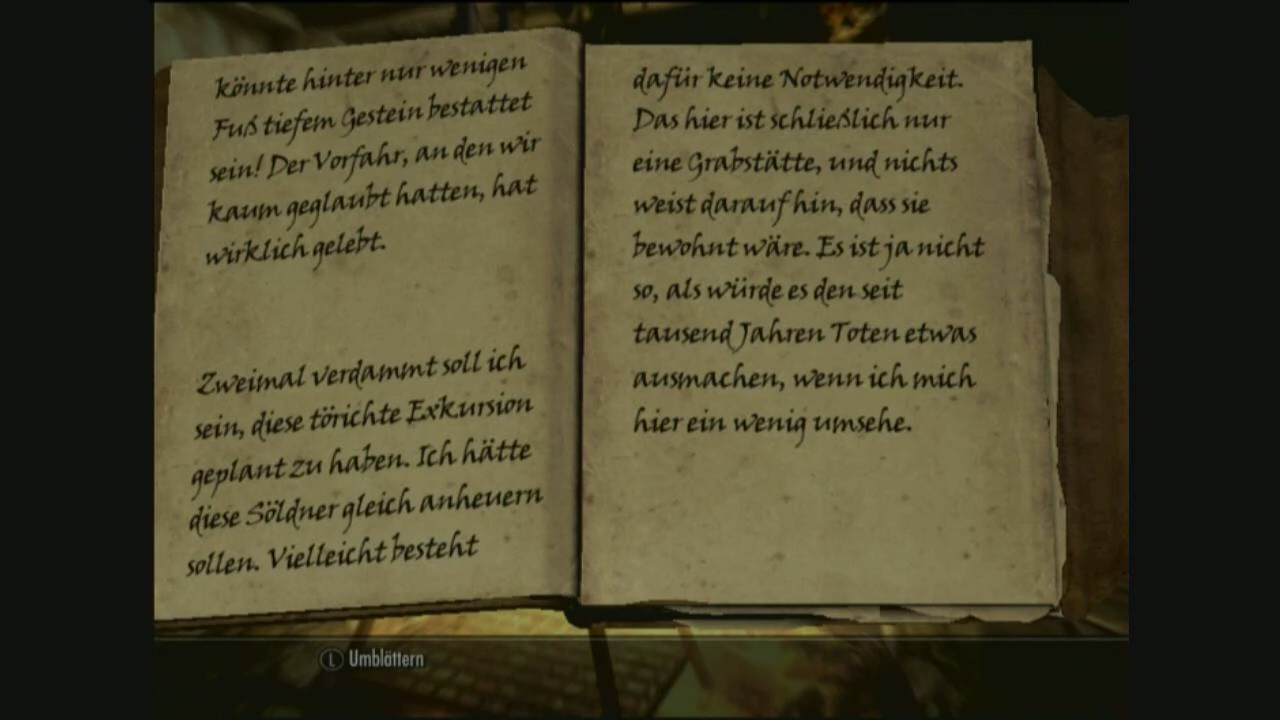 könnte hinter nur wenigen
Fuß tiefem Gestein bestattet
sein! Der Vorfahr, an den wir
kaum geglaubt hatten, hat
wirklich gelebt.
Zweimal verdammt soll ich
sein, diese törichte Exkursion
geplant zu haben. Ich hätte
diese Söldner gleich anheuern
sollen. Vielleicht besteht
dafür keine Notwendigkeit.
Das hier ist schließlich nur
eine Grabstätte, und nichts
weist darauf hin, dass sie
bewohnt wäre. Es ist ja nicht
so, als würde es den seit
tausend Jahren Toten etwas
ausmachen, wenn ich mich
hier ein wenig umsehe.
L Umblättern